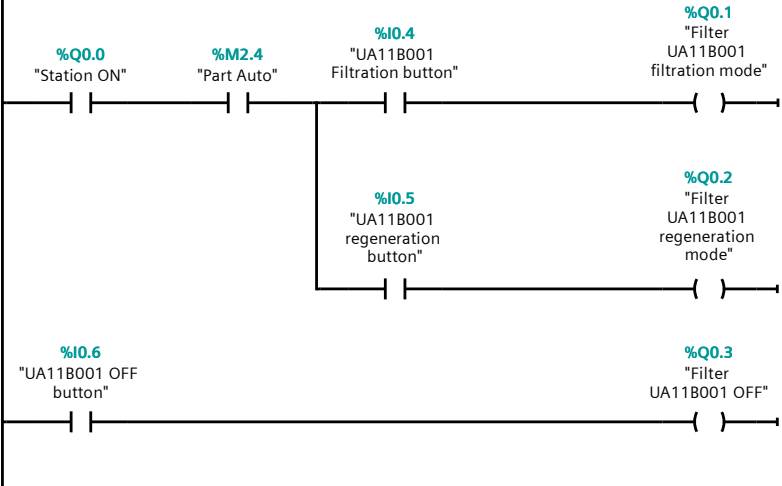 %Q0.0
"Station ON"
%M2.4
"Part Auto"
%I0.4
"UA11B001
Filtration button"
%Q0.1
"Filter
UA11B001
filtration mode"
%I0.5
"UA11B001
regeneration
button"
%Q0.2
"Filter
UA11B001
regeneration
mode"
%I0.6
"UA11B001 OFF
button"
%Q0.3
"Filter
UA11B001 OFF"